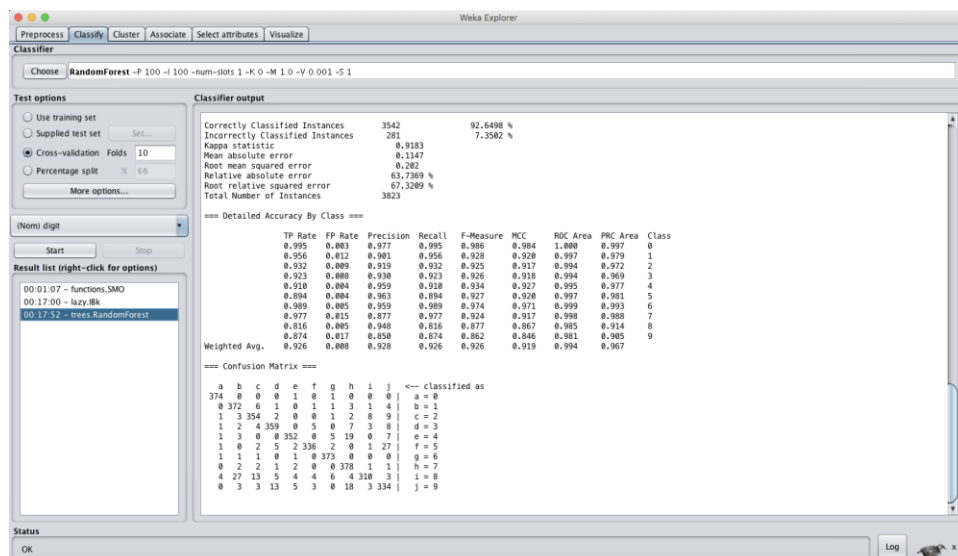 Weka Explorer
Preprocess Classify Cluster Associate Select attributes Visualize
Classifier
Choose RandomForest -P 100 -I 100 -num-slots 1 -K 0 -M 1.0 -V 0.001 -S 1
Test options
Use training set
Supplied test set Set...
Cross-validation Folds 10
Percentage split % 66
More options...
(Nom) digit
Start Stop
Result list (right-click for options)
00:01:07 - functions.SMO
00:17:00 - lazy.IBk
00:17:52 - trees.RandomForest
Classifier output
Correctly Classified Instances 3542 92.6498 %
Incorrectly Classified Instances 281 7.3502 %
Kappa statistic 0.9183
Mean absolute error 0.1147
Root mean squared error 0.202
Relative absolute error 63.7369 %
Root relative squared error 67.3209 %
Total Number of Instances 3823
=== Detailed Accuracy By Class ===
TP Rate FP Rate Precision Recall F-Measure MCC ROC Area PRC Area Class
0.995 0.003 0.977 0.995 0.986 0.984 1.000 0.997 0
0.956 0.012 0.901 0.956 0.928 0.920 0.997 0.979 1
0.932 0.009 0.919 0.932 0.925 0.917 0.994 0.972 2
0.923 0.008 0.930 0.923 0.926 0.918 0.994 0.969 3
0.910 0.004 0.959 0.910 0.934 0.927 0.995 0.977 4
0.894 0.004 0.963 0.894 0.927 0.920 0.997 0.981 5
0.989 0.005 0.959 0.989 0.974 0.971 0.999 0.993 6
0.977 0.015 0.877 0.977 0.924 0.917 0.998 0.988 7
0.816 0.005 0.948 0.816 0.877 0.867 0.985 0.914 8
0.874 0.017 0.850 0.874 0.862 0.846 0.981 0.905 9
Weighted Avg. 0.926 0.008 0.928 0.926 0.926 0.919 0.994 0.967
=== Confusion Matrix ===
a b c d e f g h i j <-- classified as
374 0 0 0 1 0 1 0 0 0 | a = 0
0 372 6 1 0 1 1 3 1 4 | b = 1
1 3 354 2 0 0 1 2 8 9 | c = 2
1 2 4 359 0 5 0 7 3 8 | d = 3
1 3 0 0 352 0 5 19 0 7 | e = 4
1 0 2 5 2 336 2 0 1 27 | f = 5
1 1 1 0 1 0 373 0 0 0 | g = 6
0 2 2 1 2 0 0 378 1 1 | h = 7
4 27 13 5 4 4 6 4 310 3 | i = 8
0 3 3 13 5 3 0 18 3 334 | j = 9
Status
OK
Log
x